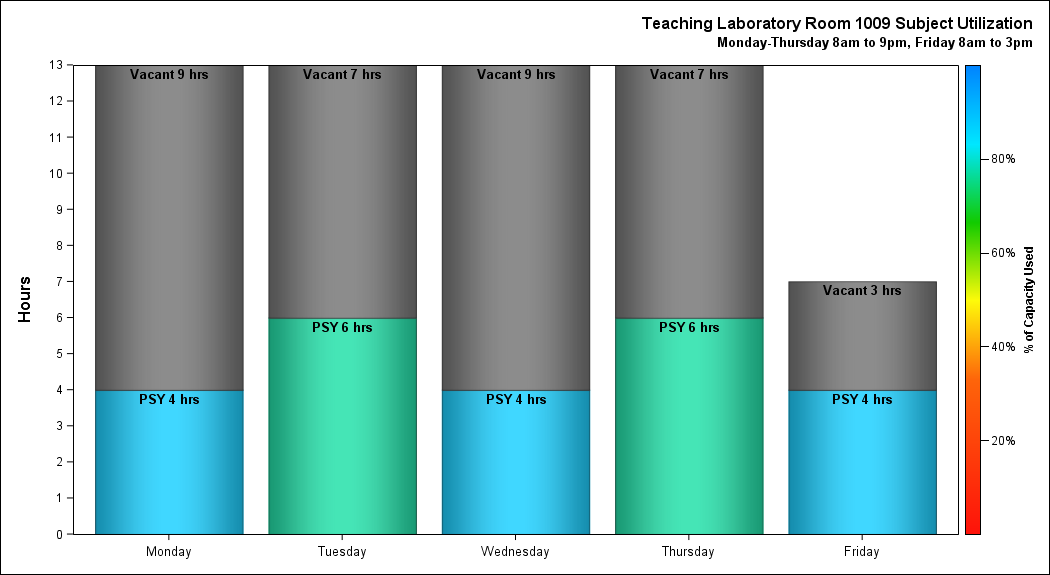 Teaching Laboratory Room 1009 Subject Utilization
Monday-Thursday 8am to 9pm, Friday 8am to 3pm
Hours
13
12
11
10
9
8
7
6
5
4
3
2
1
0
Vacant 9 hrs
PSY 4 hrs
Vacant 7 hrs
PSY 6 hrs
Vacant 9 hrs
PSY 4 hrs
Vacant 7 hrs
PSY 6 hrs
Vacant 3 hrs
PSY 4 hrs
Monday
Tuesday
Wednesday
Thursday
Friday
80%
60%
40%
20%
% of Capacity Used